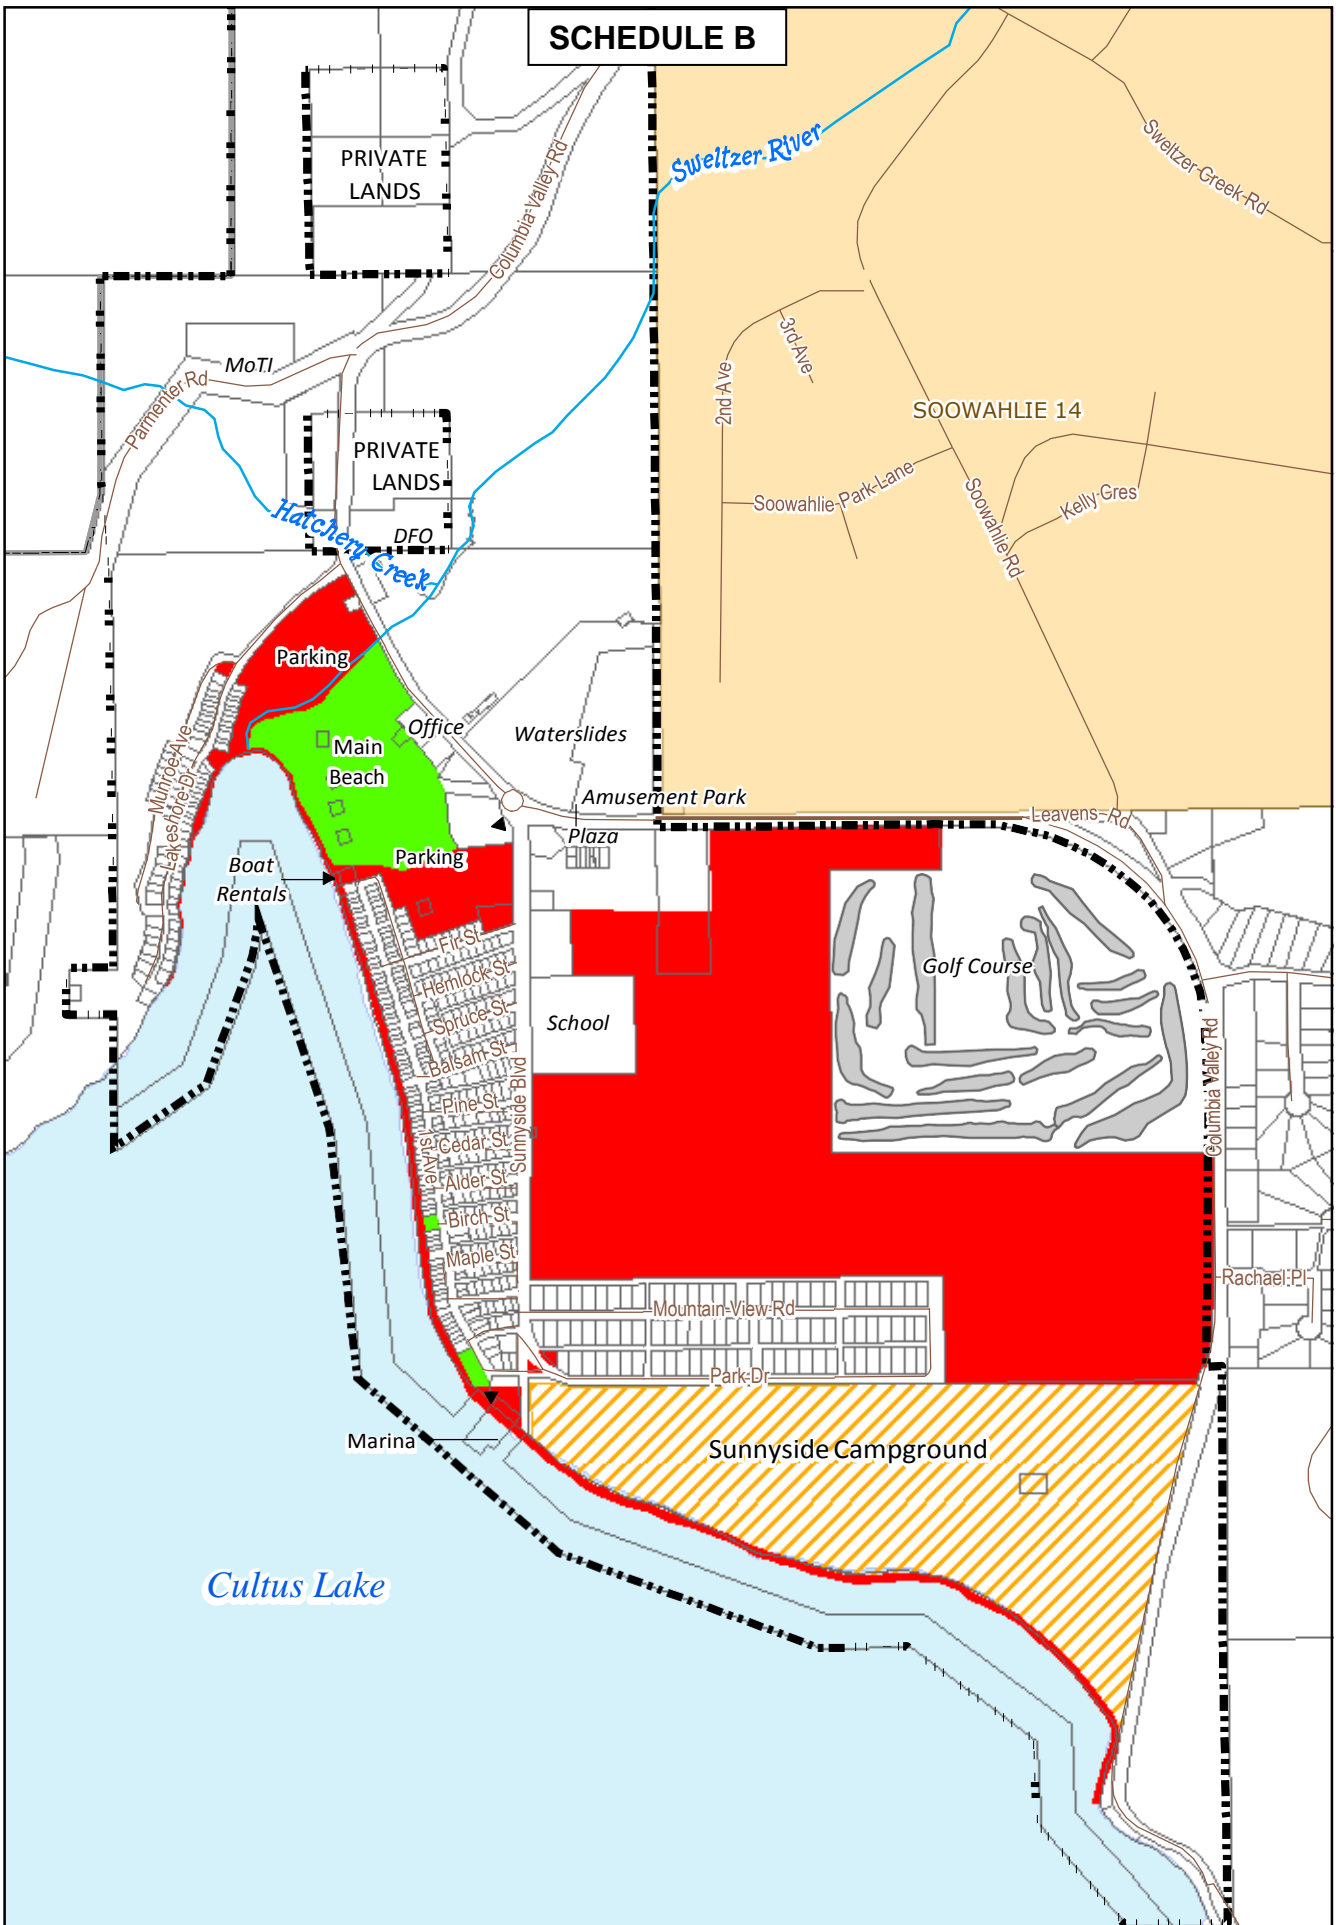 SCHEDULE B
Sweltzer River
Sweltzer Creek Rd
PRIVATE
LANDS
Columbia Valley Rd
3rd Ave
2nd Ave
MoTI
Parmenter Rd
SOOWAHLIE 14
PRIVATE
LANDS
Soowahlie Park Lane
Soowahlie Rd
Kelly Cres
Hatchery Creek
DFO
Parking
Office
Waterslides
Main
Beach
Munroe Ave
Lakeshore Dr
Amusement Park
Leavens Rd
Plaza
Parking
Boat
Rentals
Fir St
Hemlock St
Golf Course
Spruce St
School
Balsam St
Sunnyside Blvd
Columbia Valley Rd
Pine St
1st Ave
Cedar St
Alder St
Birch St
Maple St
Rachael Pl
Mountain View Rd
Park Dr
Marina
Sunnyside Campground
Cultus Lake